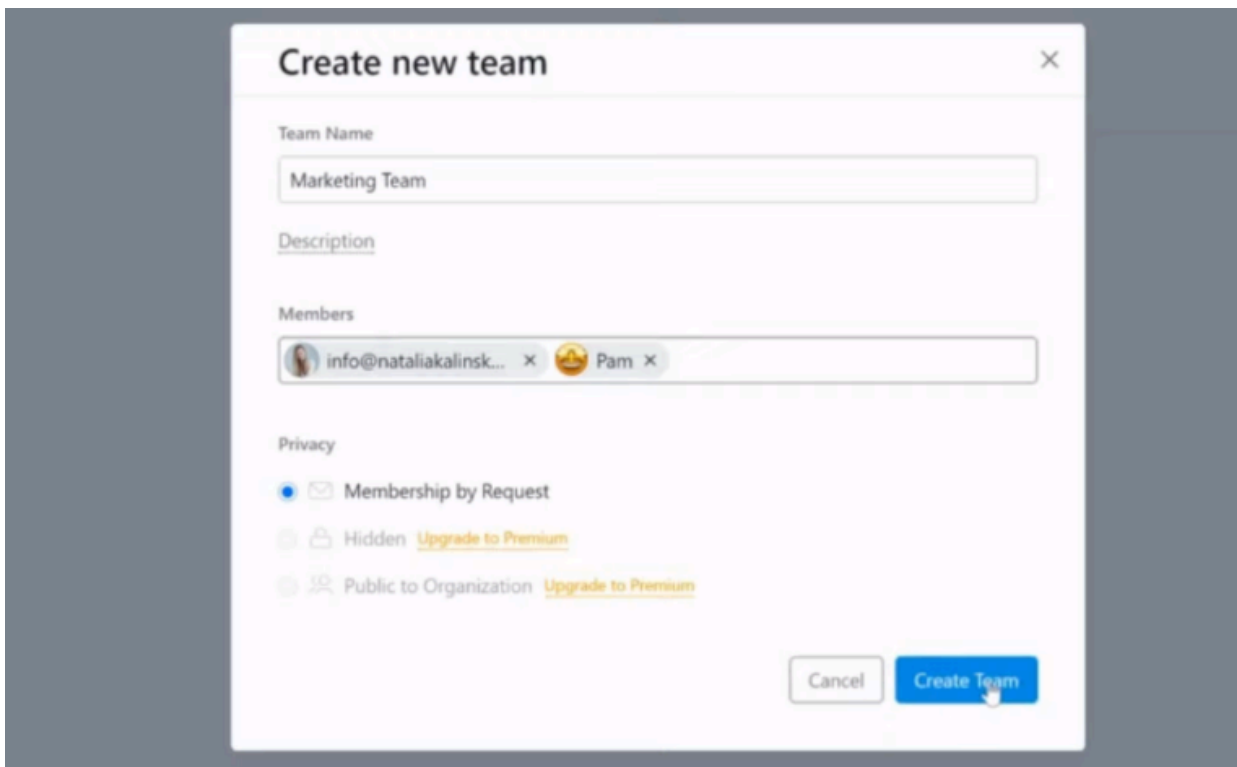 Create new team
Team Name
Marketing Team
Description
Members
info@nataliakalinsk... × Pam ×
Privacy
Membership by Request
Hidden Upgrade to Premium
Public to Organization Upgrade to Premium
Cancel Create Team